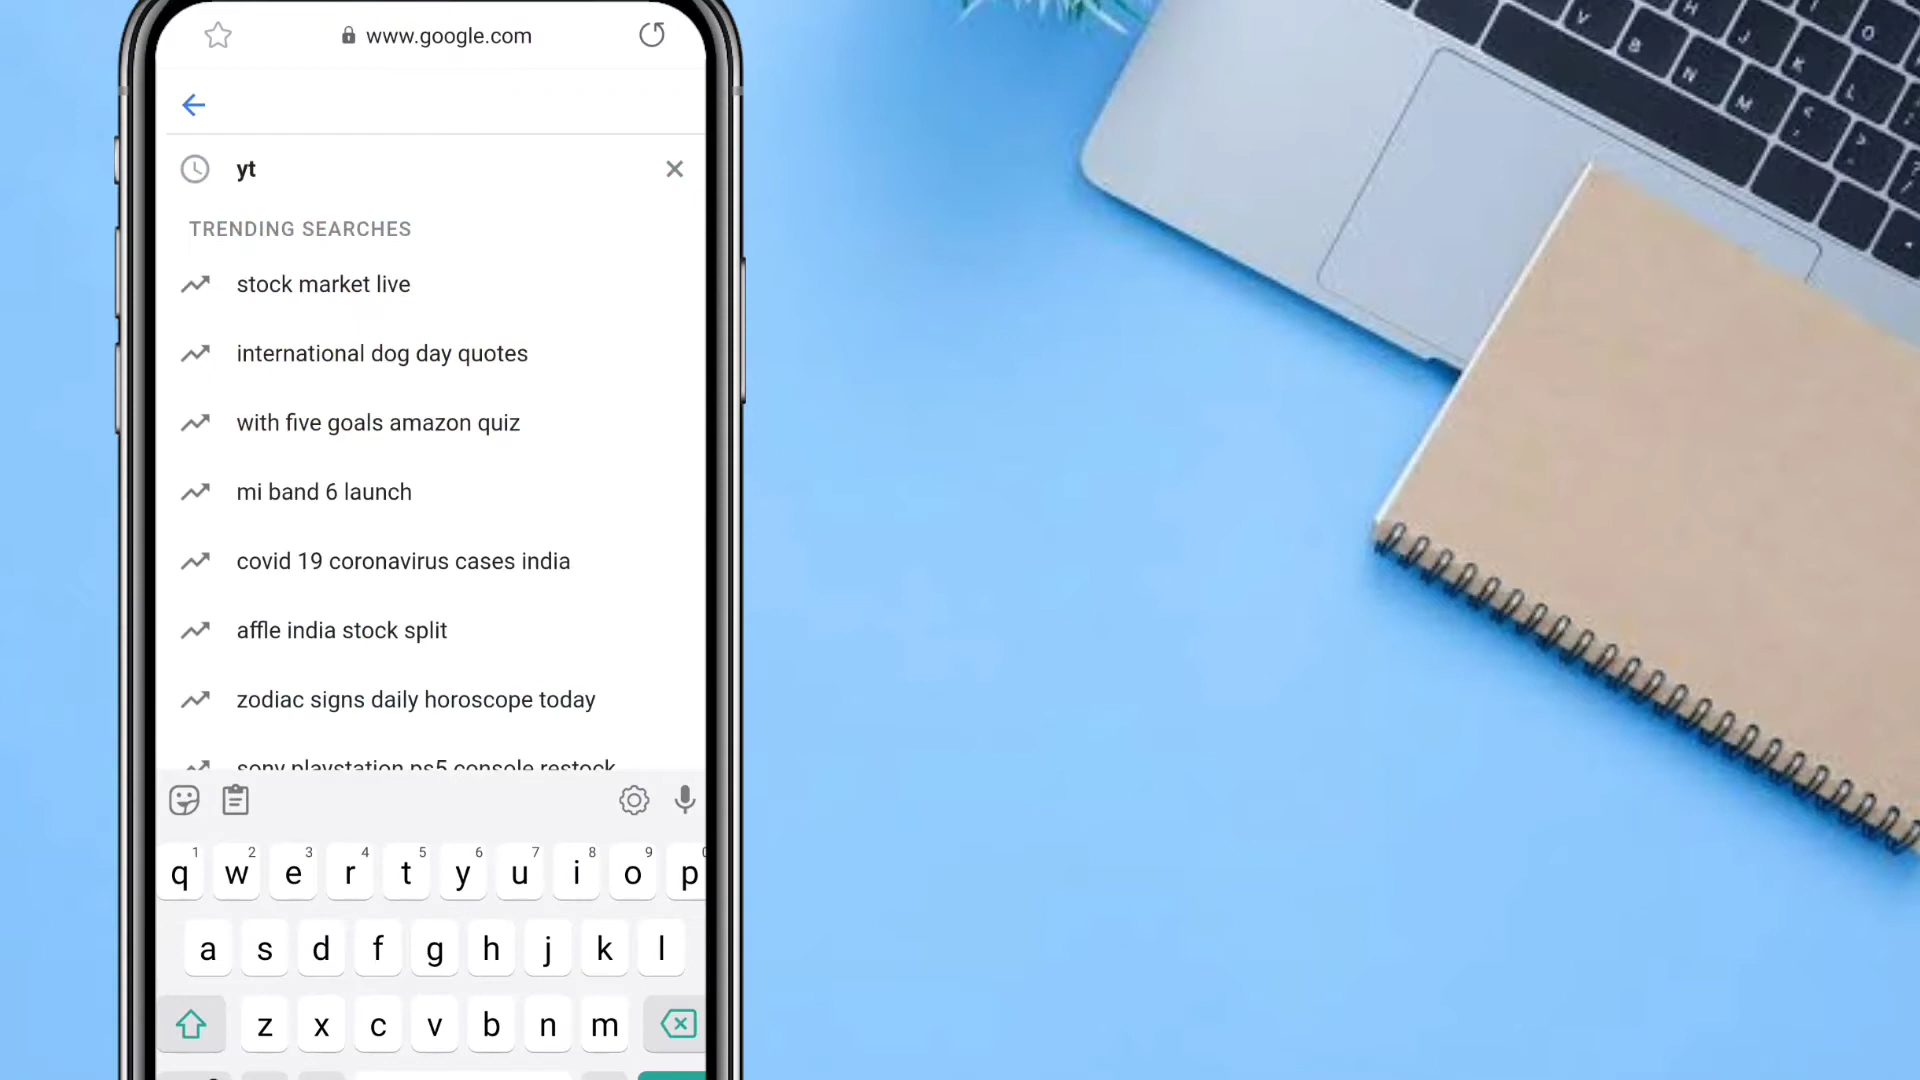 www.google.com
yt
TRENDING SEARCHES
stock market live
international dog day quotes
with five goals amazon quiz
mi band 6 launch
covid 19 coronavirus cases india
affle india stock split
zodiac signs daily horoscope today
sony playstation ps5 console restock
1 2 3 4 5 6 7 8 9
q w e r t y u i o p
a s d f g h j k l
z x c v b n m
V B N M < >
H J K L
O